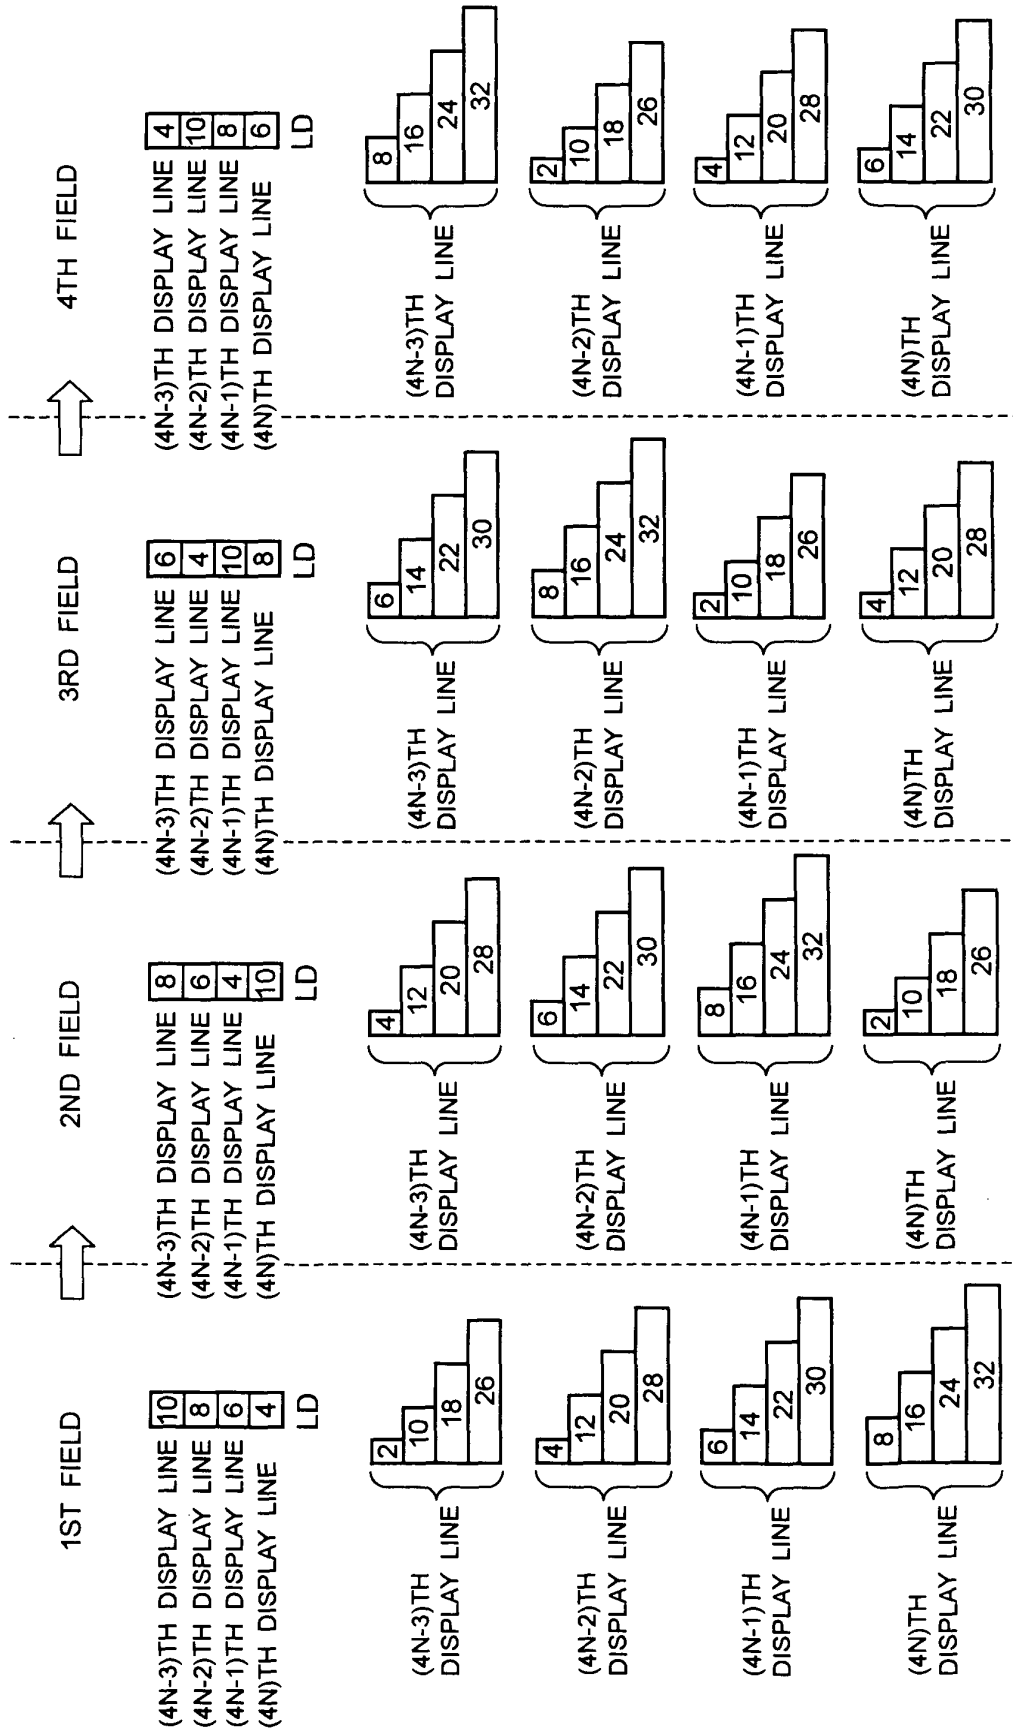 1ST FIELD
(4N-3)TH DISPLAY LINE 10
(4N-2)TH DISPLAY LINE 8
(4N-1)TH DISPLAY LINE 6
(4N)TH DISPLAY LINE 4
LD
(4N-3)TH
DISPLAY LINE
2
10
18
26
(4N-2)TH
DISPLAY LINE
4
12
20
28
(4N-1)TH
DISPLAY LINE
6
14
22
30
(4N)TH
DISPLAY LINE
8
16
24
32
2ND FIELD
(4N-3)TH DISPLAY LINE 8
(4N-2)TH DISPLAY LINE 6
(4N-1)TH DISPLAY LINE 4
(4N)TH DISPLAY LINE 10
LD
(4N-3)TH
DISPLAY LINE
4
12
20
28
(4N-2)TH
DISPLAY LINE
6
14
22
30
(4N-1)TH
DISPLAY LINE
8
16
24
32
(4N)TH
DISPLAY LINE
2
10
18
26
3RD FIELD
(4N-3)TH DISPLAY LINE 6
(4N-2)TH DISPLAY LINE 4
(4N-1)TH DISPLAY LINE 10
(4N)TH DISPLAY LINE 8
LD
(4N-3)TH
DISPLAY LINE
6
14
22
30
(4N-2)TH
DISPLAY LINE
8
16
24
32
(4N-1)TH
DISPLAY LINE
2
10
18
26
(4N)TH
DISPLAY LINE
4
12
20
28
4TH FIELD
(4N-3)TH DISPLAY LINE 4
(4N-2)TH DISPLAY LINE 10
(4N-1)TH DISPLAY LINE 8
(4N)TH DISPLAY LINE 6
LD
(4N-3)TH
DISPLAY LINE
8
16
24
32
(4N-2)TH
DISPLAY LINE
2
10
18
26
(4N-1)TH
DISPLAY LINE
4
12
20
28
(4N)TH
DISPLAY LINE
6
14
22
30